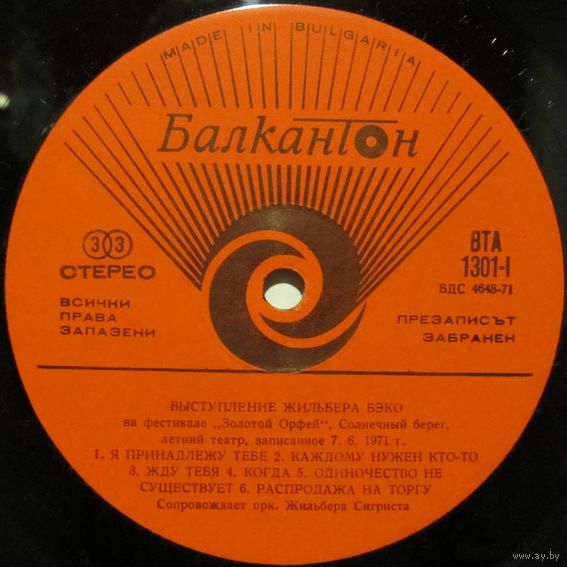 MADE IN BULGARIA
Балкантон
33
СТЕРЕО
ВСИЧКИ
ПРАВА
ЗАПАЗЕНИ
ВТА
1301-I
БДС 4648-71
ПРЕЗАПИСЪТ
ЗАБРАНЕН
ВЫСТУПЛЕНИЕ ЖИЛЬБЕРА БЭКО
на фестивале „Золотой Орфей“, Солнечный берег,
летний театр, записанное 7. 6. 1971 г.
1. Я ПРИНАДЛЕЖУ ТЕБЕ 2. КАЖДОМУ НУЖЕН КТО-ТО
3. ЖДУ ТЕБЯ 4. КОГДА 5. ОДИНОЧЕСТВО НЕ
СУЩЕСТВУЕТ 6. РАСПРОДАЖА НА ТОРГУ
Сопровождает орк. Жильбера Сигриста
www.ay.by